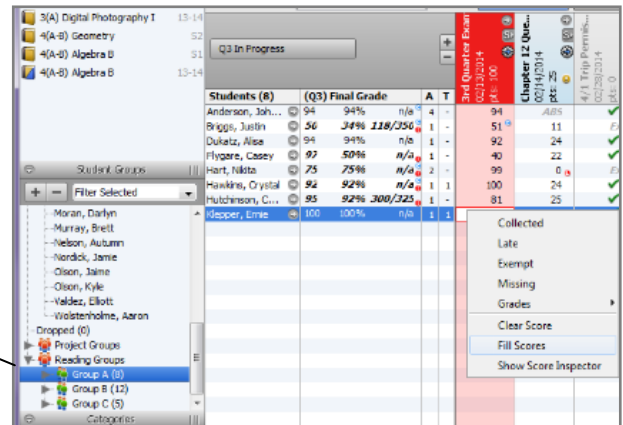 3(A) Digital Photography I 13-14
4(A-B) Geometry S2
4(A-B) Algebra B S1
4(A-B) Algebra B 13-14
Student Groups
+ - Filter Selected
Moran, Darlyn
Murray, Brett
Nelson, Autumn
Nordick, Jamie
Olson, Jaime
Olson, Kyle
Valdez, Elliott
Wolstenholme, Aaron
Dropped (0)
Project Groups
Reading Groups
Group A (8)
Group B (12)
Group C (5)
Categories
Q3 In Progress
+
-
3rd Quarter Exam
02/13/2014
pts: 100
Chapter 12 Que...
02/14/2014
pts: 25
4/1 Trip Permis...
02/28/2014
pts: 0
Students (8) (Q3) Final Grade A T
Anderson, Joh... 94 94% n/a 4 - 94 ABS
Briggs, Justin 56 34% 118/350 1 - 51 11
Dukatz, Alisa 94 94% n/a 1 - 92 24
Flygare, Casey 97 50% n/a 1 - 40 22
Hart, Nikita 75 75% n/a 2 - 99 0
Hawkins, Crystal 92 92% n/a 1 1 100 24
Hutchinson, C... 95 92% 300/325 1 - 81 25
Klepper, Ernie 100 100% n/a 1 1
Collected
Late
Exempt
Missing
Grades
Clear Score
Fill Scores
Show Score Inspector